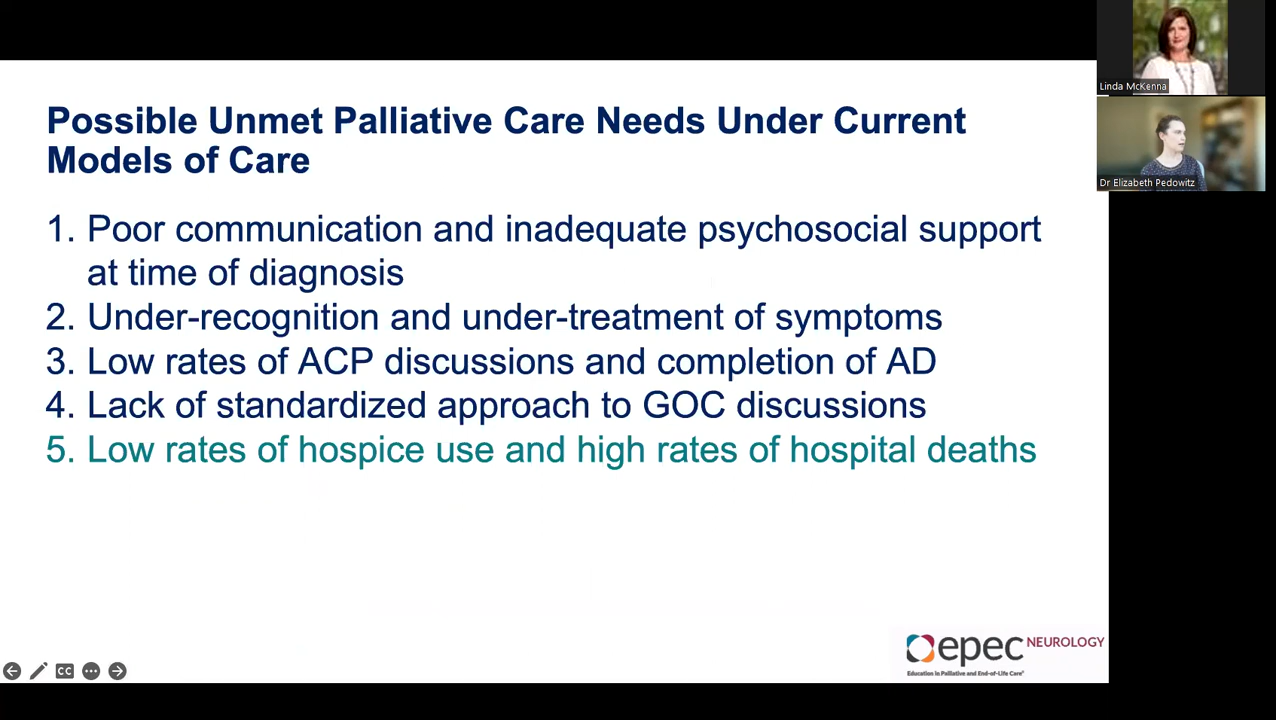 Possible Unmet Palliative Care Needs Under Current
Models of Care
1. Poor communication and inadequate psychosocial support
at time of diagnosis
2. Under-recognition and under-treatment of symptoms
3. Low rates of ACP discussions and completion of AD
4. Lack of standardized approach to GOC discussions
5. Low rates of hospice use and high rates of hospital deaths
Linda McKenna
Dr Elizabeth Pedowitz
CC
epec NEUROLOGY
Education in Palliative and End-of-Life Care®